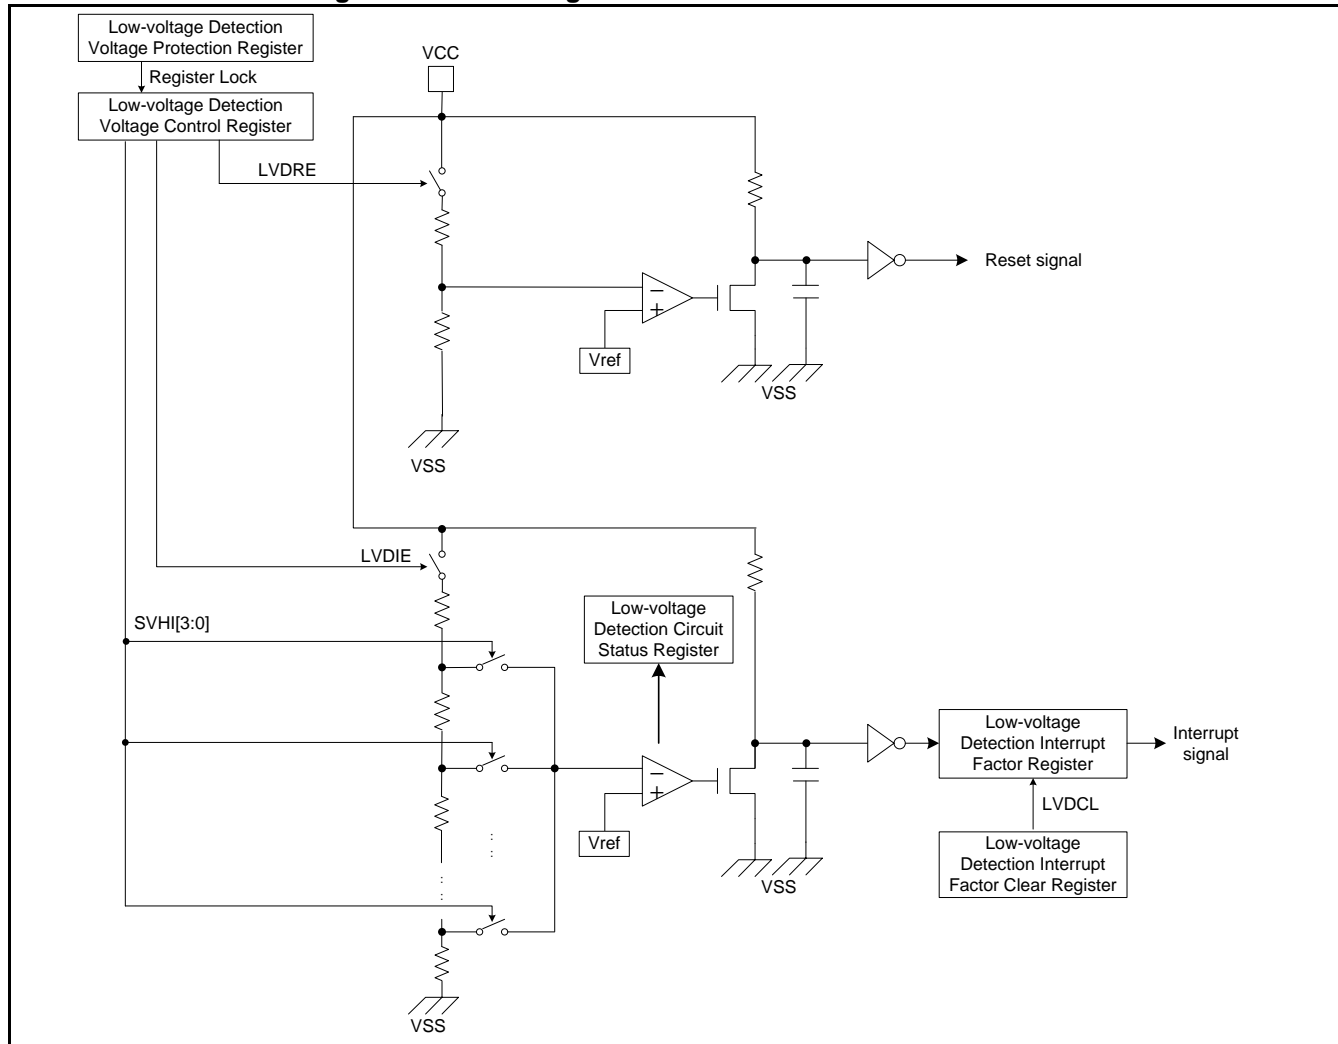 Low-voltage Detection
Voltage Protection Register
Register Lock
Low-voltage Detection
Voltage Control Register
VCC
LVDRE
−
+
Vref
Reset signal
VSS
VSS
LVDIE
SVHI[3:0]
Low-voltage
Detection Circuit
Status Register
−
+
Vref
Low-voltage
Detection Interrupt
Factor Register
Interrupt
signal
LVDCL
Low-voltage
Detection Interrupt
Factor Clear Register
VSS
VSS